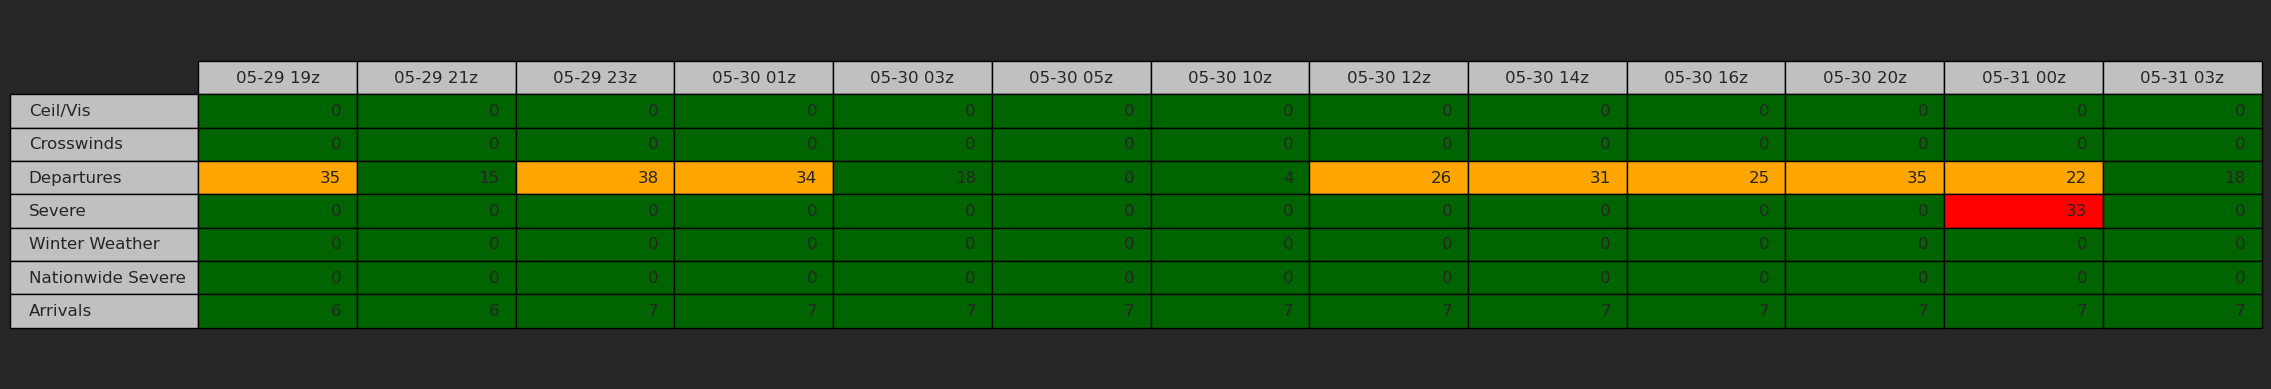 05-29 19z 05-29 21z 05-29 23z 05-30 01z 05-30 03z 05-30 05z 05-30 10z 05-30 12z 05-30 14z 05-30 16z 05-30 20z 05-31 00z 05-31 03z
Ceil/Vis 0 0 0 0 0 0 0 0 0 0 0 0 0
Crosswinds 0 0 0 0 0 0 0 0 0 0 0 0 0
Departures 35 15 38 34 18 0 4 26 31 25 35 22 18
Severe 0 0 0 0 0 0 0 0 0 0 0 33 0
Winter Weather 0 0 0 0 0 0 0 0 0 0 0 0 0
Nationwide Severe 0 0 0 0 0 0 0 0 0 0 0 0 0
Arrivals 6 6 7 7 7 7 7 7 7 7 7 7 7